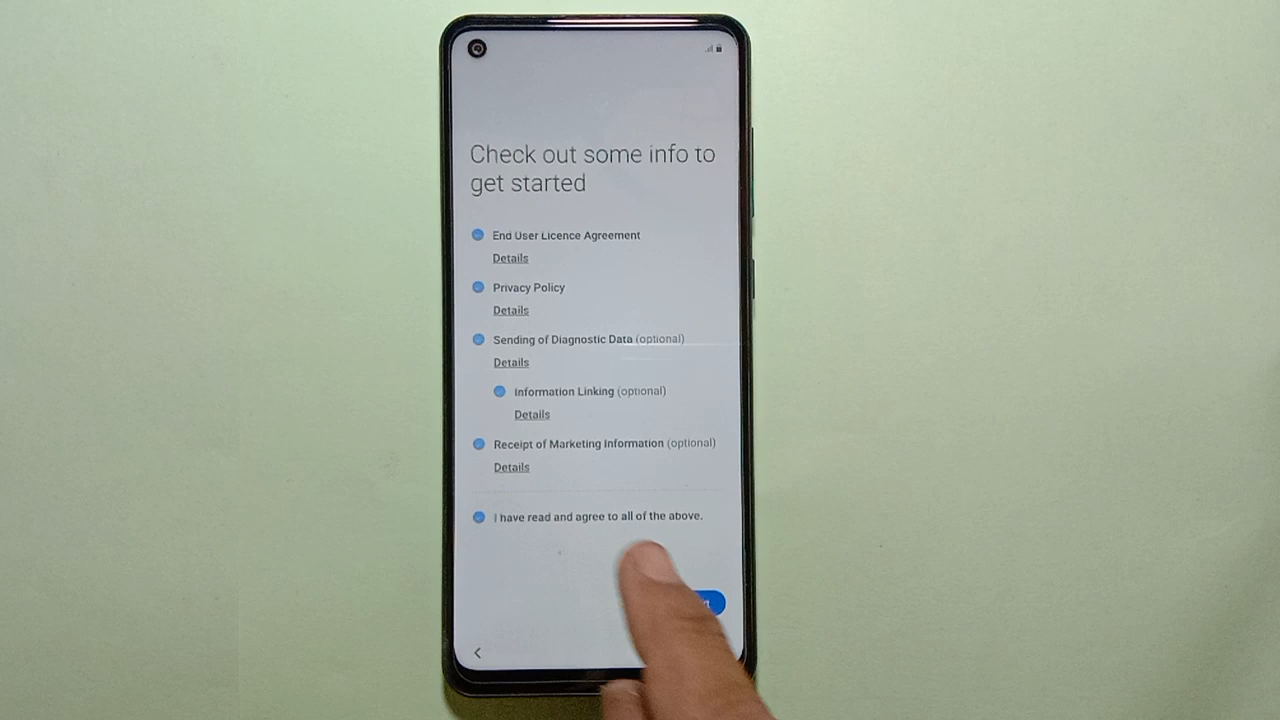 Check out some info to
get started
End User Licence Agreement
Details
Privacy Policy
Details
Sending of Diagnostic Data (optional)
Details
Information Linking (optional)
Details
Receipt of Marketing Information (optional)
Details
I have read and agree to all of the above.